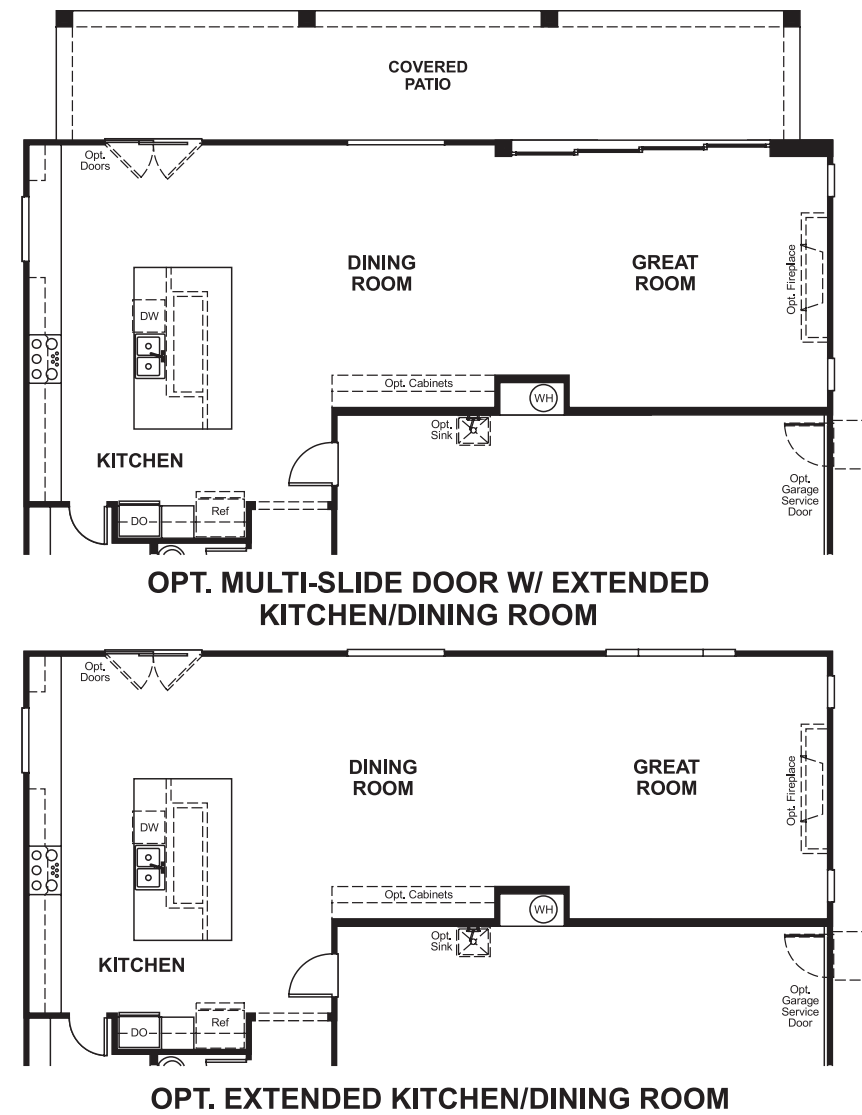 COVERED
PATIO
Opt.
Doors
DINING
ROOM
GREAT
ROOM
Opt. Fireplace
DW
Opt. Cabinets
WH
Opt.
Sink
KITCHEN
Opt.
Garage
Service
Door
DO
Ref
OPT. MULTI-SLIDE DOOR W/ EXTENDED
KITCHEN/DINING ROOM
Opt.
Doors
DINING
ROOM
GREAT
ROOM
Opt. Fireplace
DW
Opt. Cabinets
WH
Opt.
Sink
KITCHEN
Opt.
Garage
Service
Door
DO
Ref
OPT. EXTENDED KITCHEN/DINING ROOM